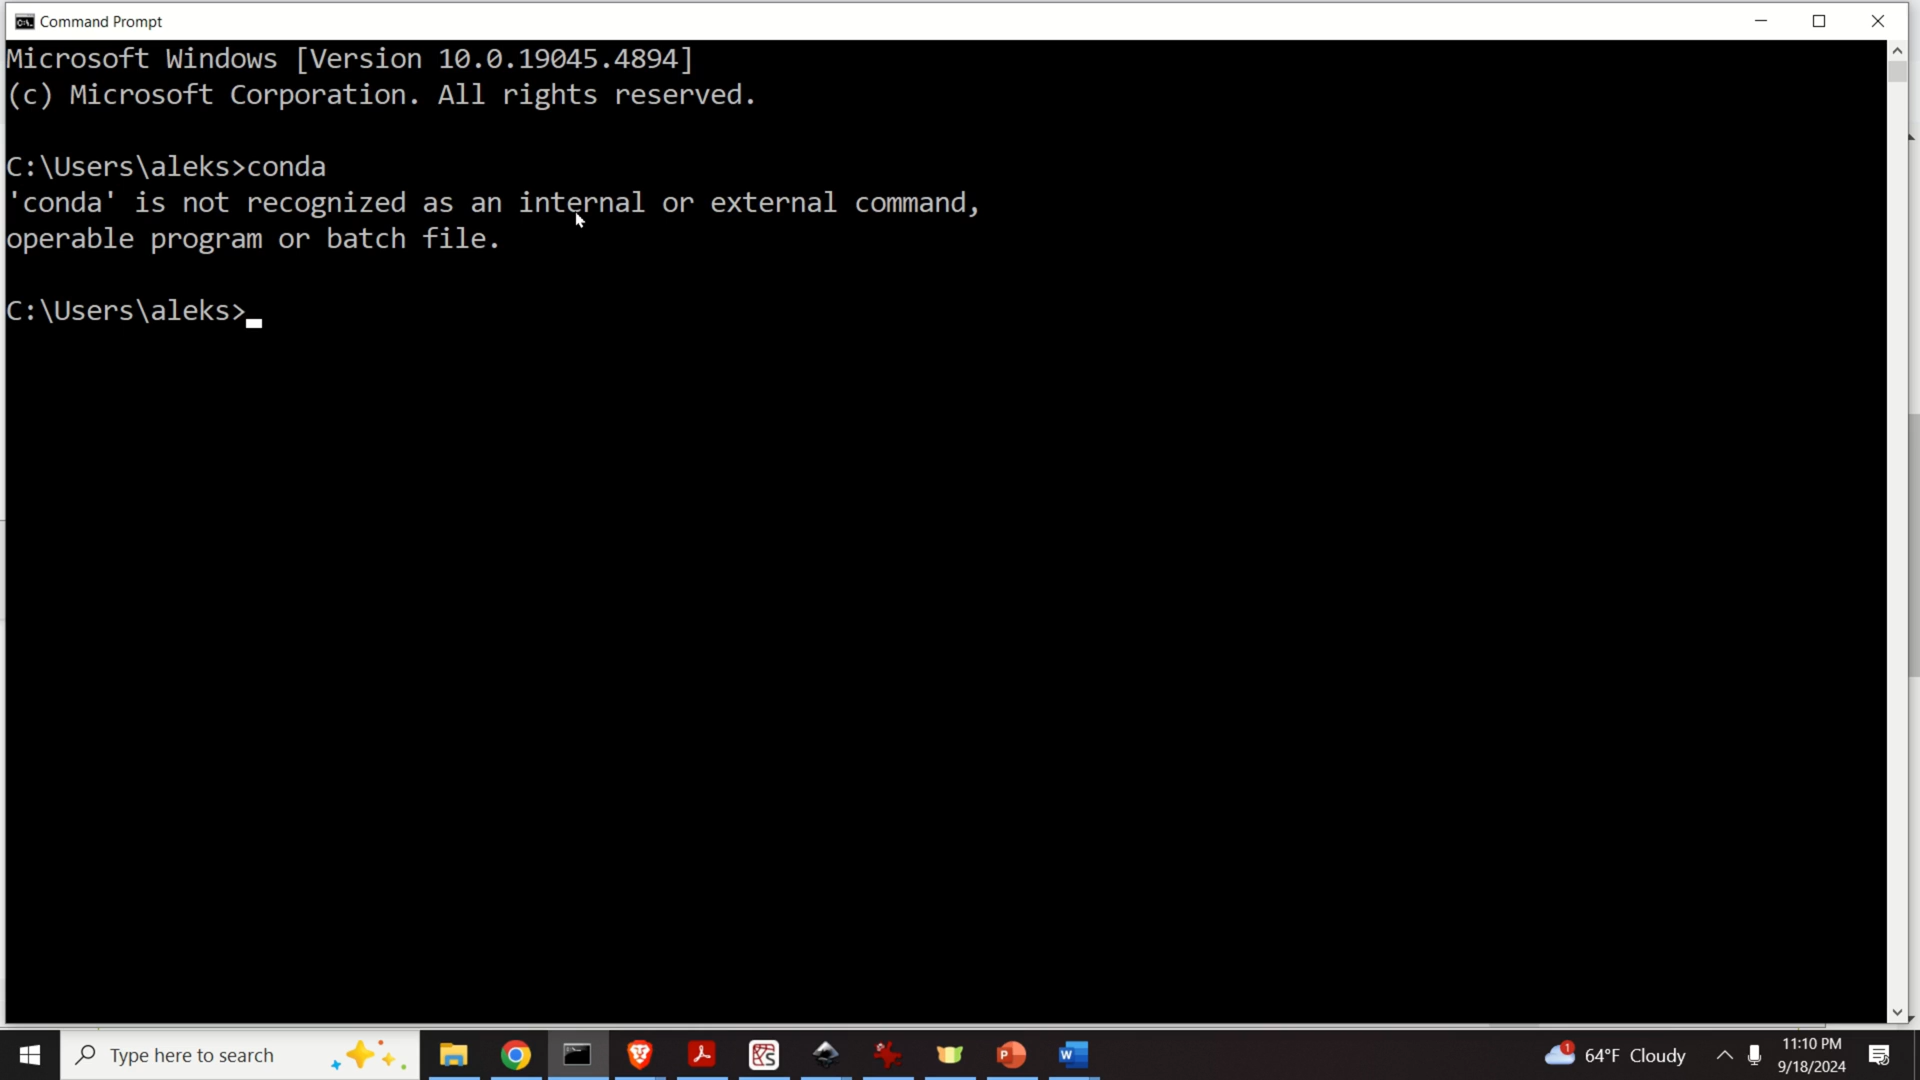 Command Prompt
Microsoft Windows [Version 10.0.19045.4894]
(c) Microsoft Corporation. All rights reserved.
C:\Users\aleks>conda
'conda' is not recognized as an internal or external command,
operable program or batch file.
C:\Users\aleks>
Type here to search
1
64°F Cloudy
11:10 PM
9/18/2024